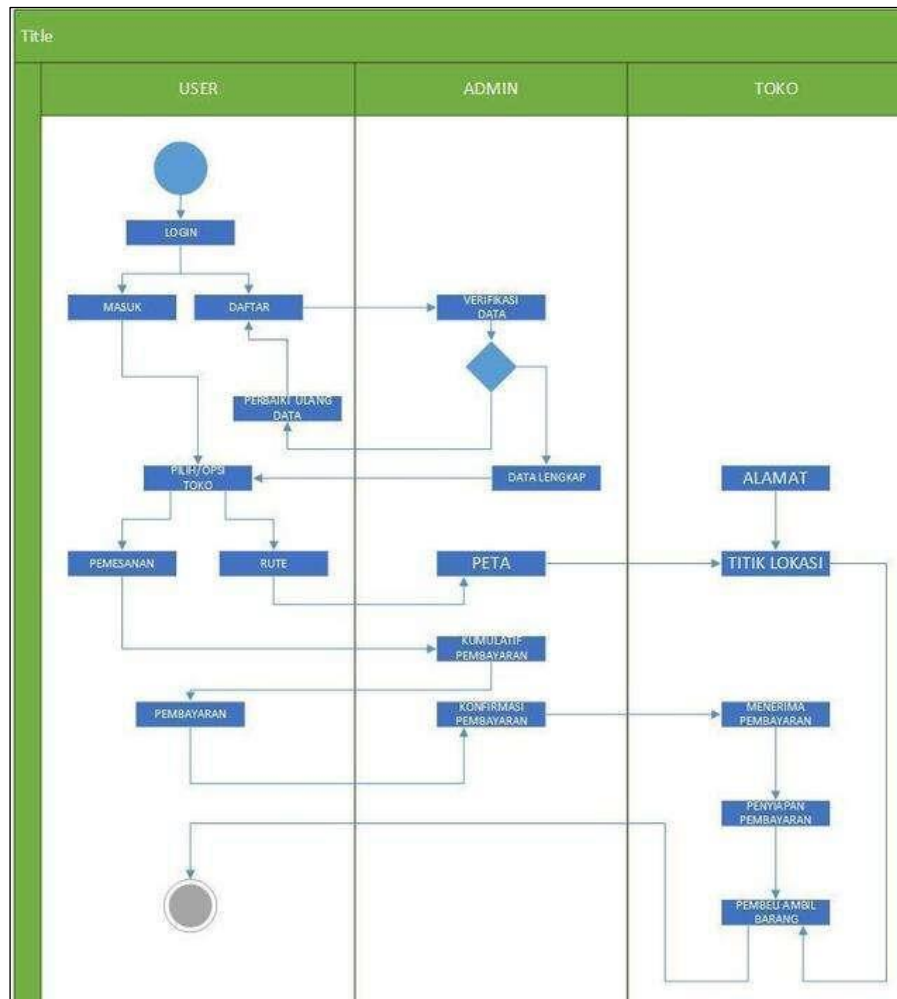 Title
USER
ADMIN
TOKO
LOGIN
MASUK
DAFTAR
VERIFIKASI
DATA
PERBAIKI ULANG
DATA
PILIH/OPSI
TOKO
DATA LENGKAP
ALAMAT
PEMESANAN
RUTE
PETA
TITIK LOKASI
KUMULATIF
PEMBAYARAN
PEMBAYARAN
KONFIRMASI
PEMBAYARAN
MENERIMA
PEMBAYARAN
PENYIAPAN
PEMBAYARAN
PEMBELI AMBIL
BARANG